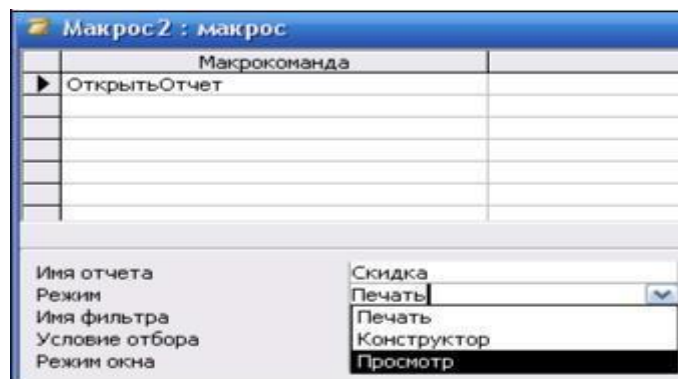 Макрос2 : макрос
Макрокоманда
ОткрытьОтчет
Имя отчета Скидка
Режим Печать
Имя фильтра Печать
Условие отбора Конструктор
Режим окна Просмотр